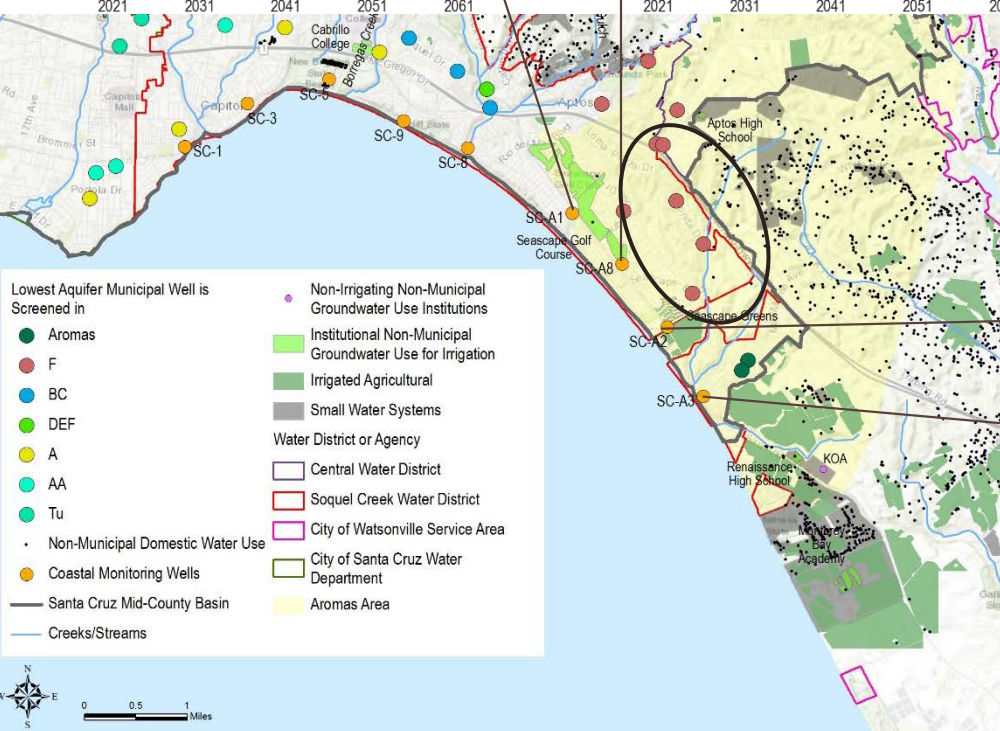 2021 2031 2041 2051 2061 2021 2031 2041 2051
Cabrillo
College
Borregas Creek
SC-5
Capitola
Mall
17th Ave
Brommer St
Portola Dr
SC-3
SC-1
SC-9
SC-8
Aptos
Aptos High
School
SC-A1
Seascape Golf
Course
SC-A8
Seascape Greens
SC-A2
SC-A3
KOA
Renaissance
High School
Monterey
Bay
Academy
Lowest Aquifer Municipal Well is
Screened in
Aromas
F
BC
DEF
A
AA
Tu
Non-Municipal Domestic Water Use
Coastal Monitoring Wells
Santa Cruz Mid-County Basin
Creeks/Streams
Non-Irrigating Non-Municipal
Groundwater Use Institutions
Institutional Non-Municipal
Groundwater Use for Irrigation
Irrigated Agricultural
Small Water Systems
Water District or Agency
Central Water District
Soquel Creek Water District
City of Watsonville Service Area
City of Santa Cruz Water
Department
Aromas Area
N
W E
S
0 0.5 1
Miles